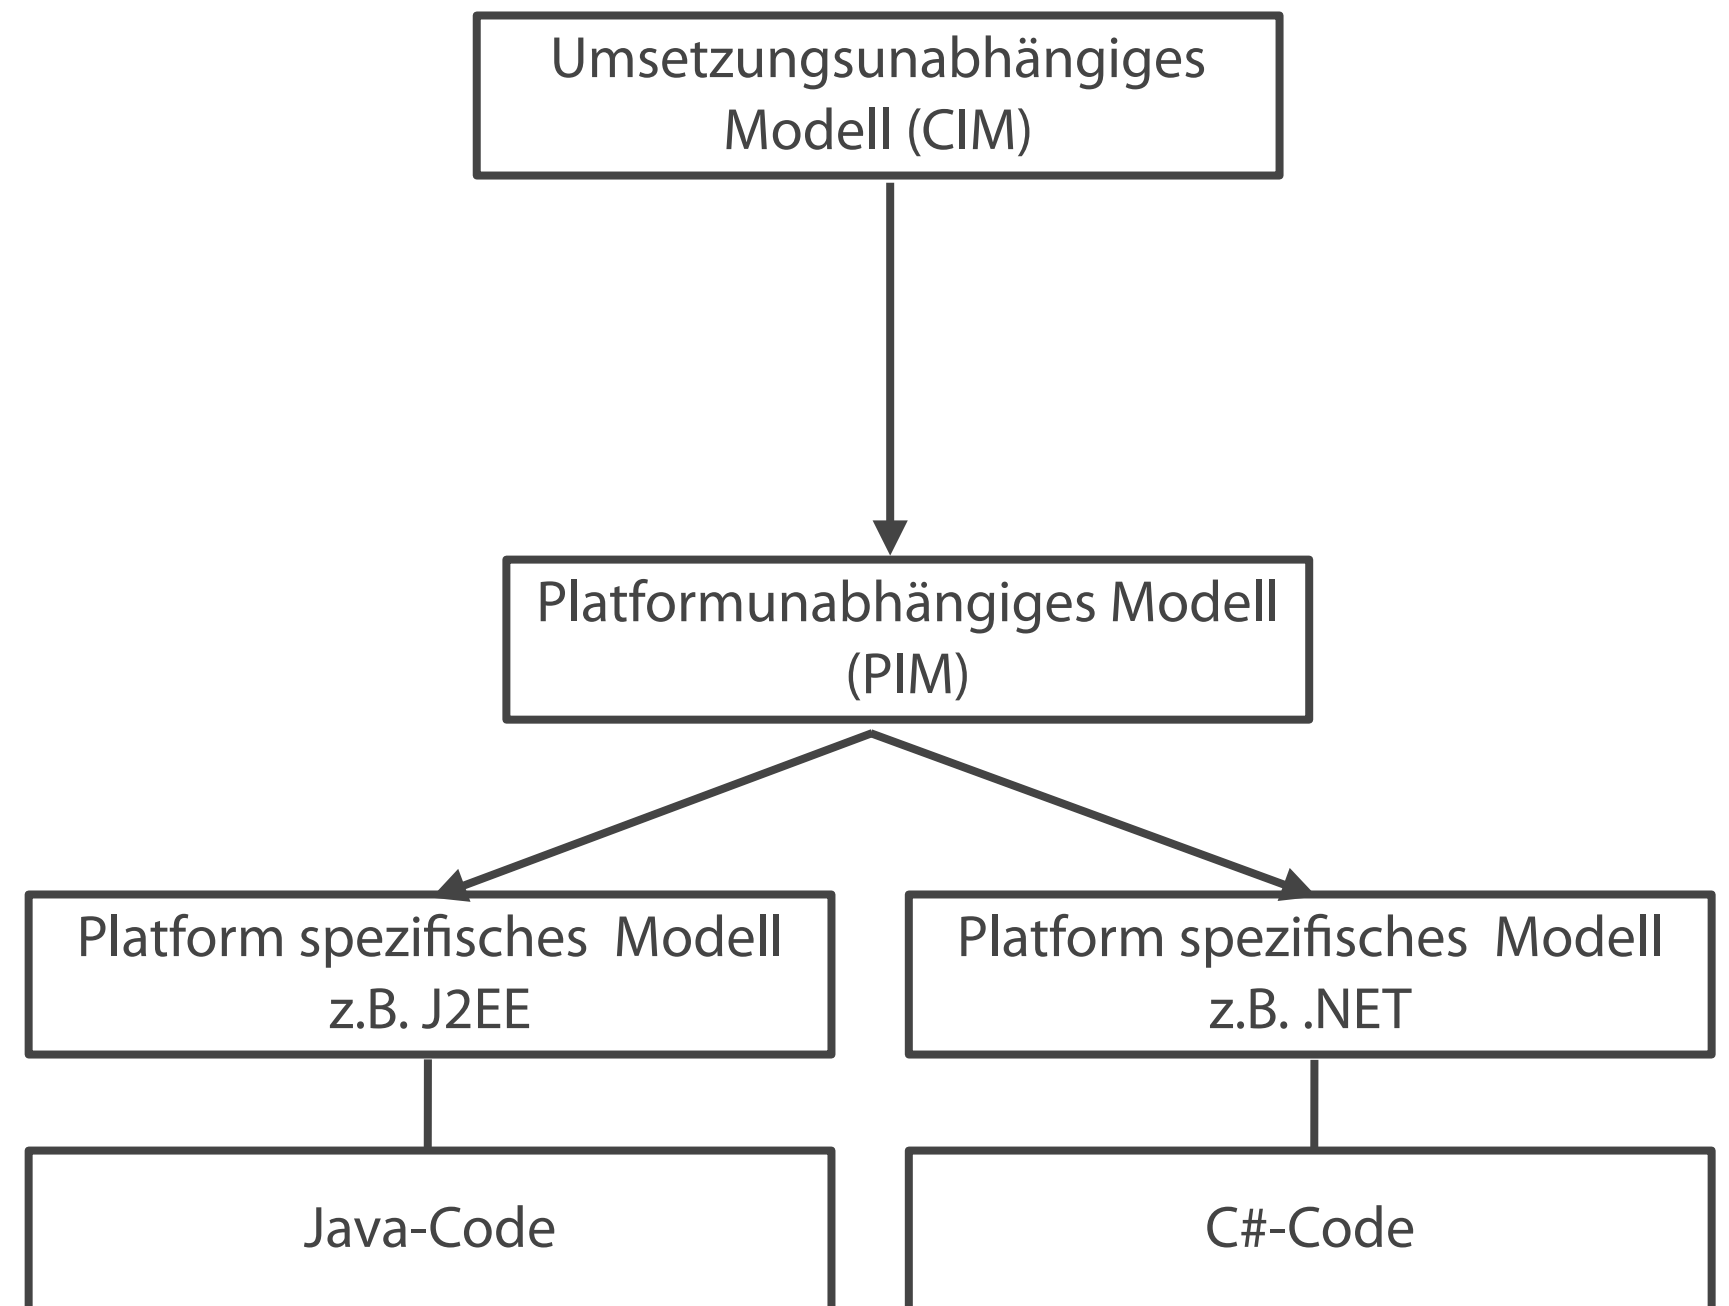 Umsetzungsunabhängiges
Modell (CIM)
Platformunabhängiges Modell
(PIM)
Platform spezifisches  Modell
z.B. J2EE
Platform spezifisches  Modell
z.B. .NET
Java-Code
C#-Code